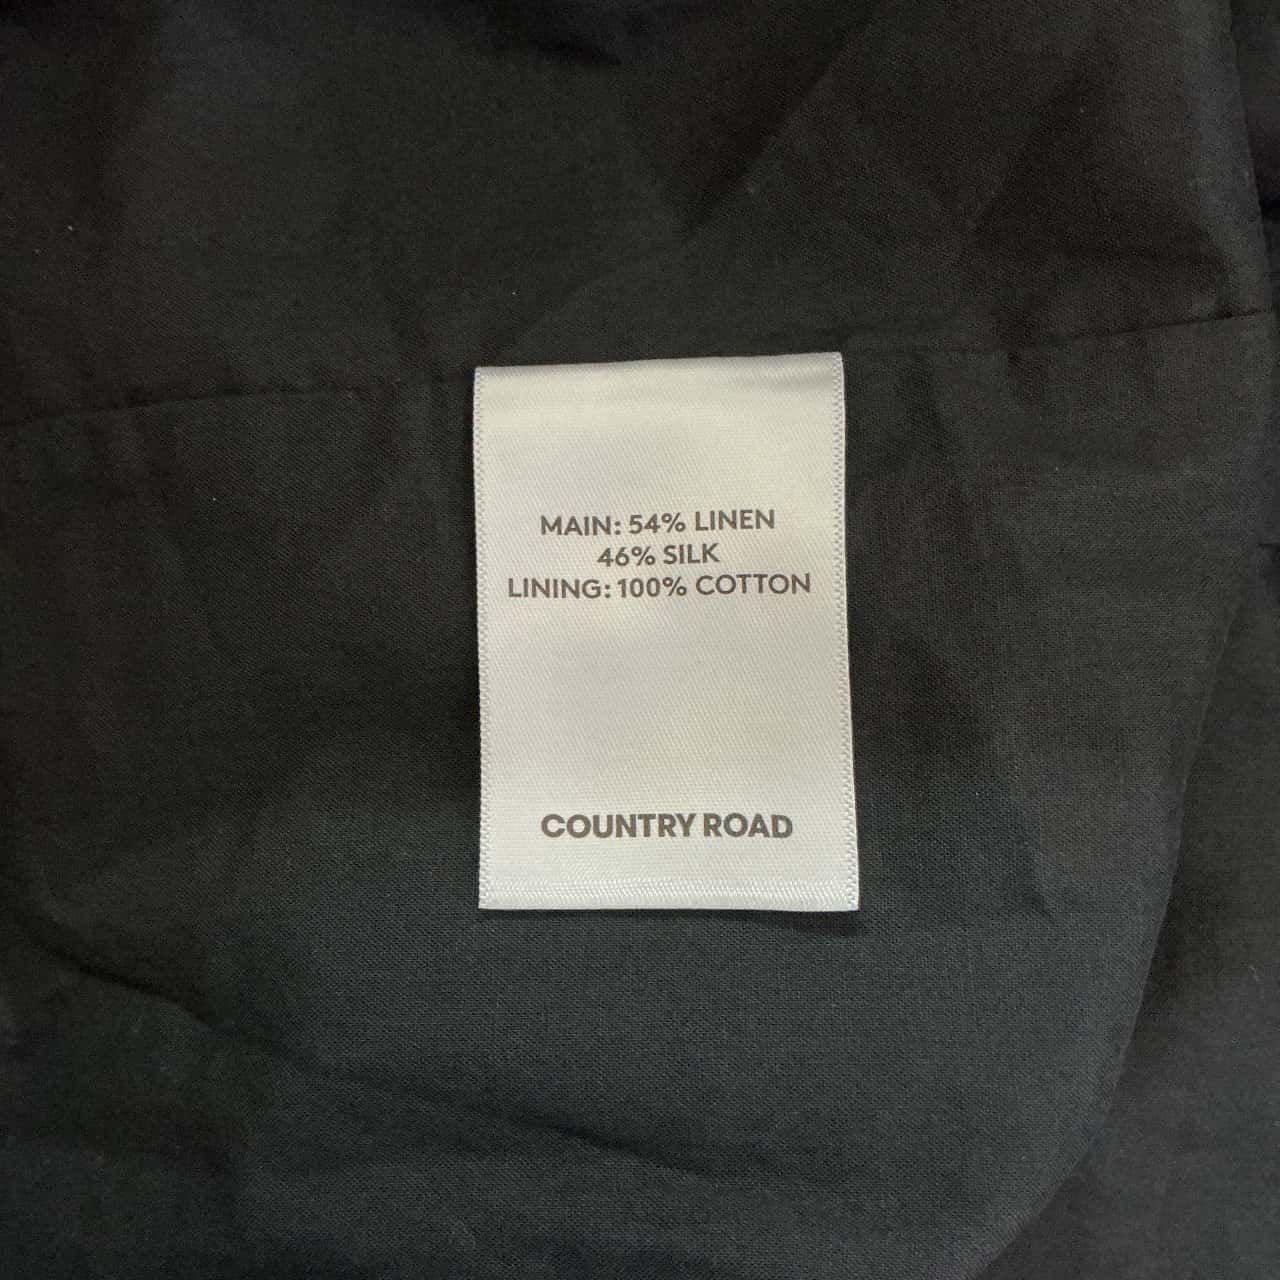 MAIN: 54% LINEN
46% SILK
LINING: 100% COTTON
COUNTRY ROAD